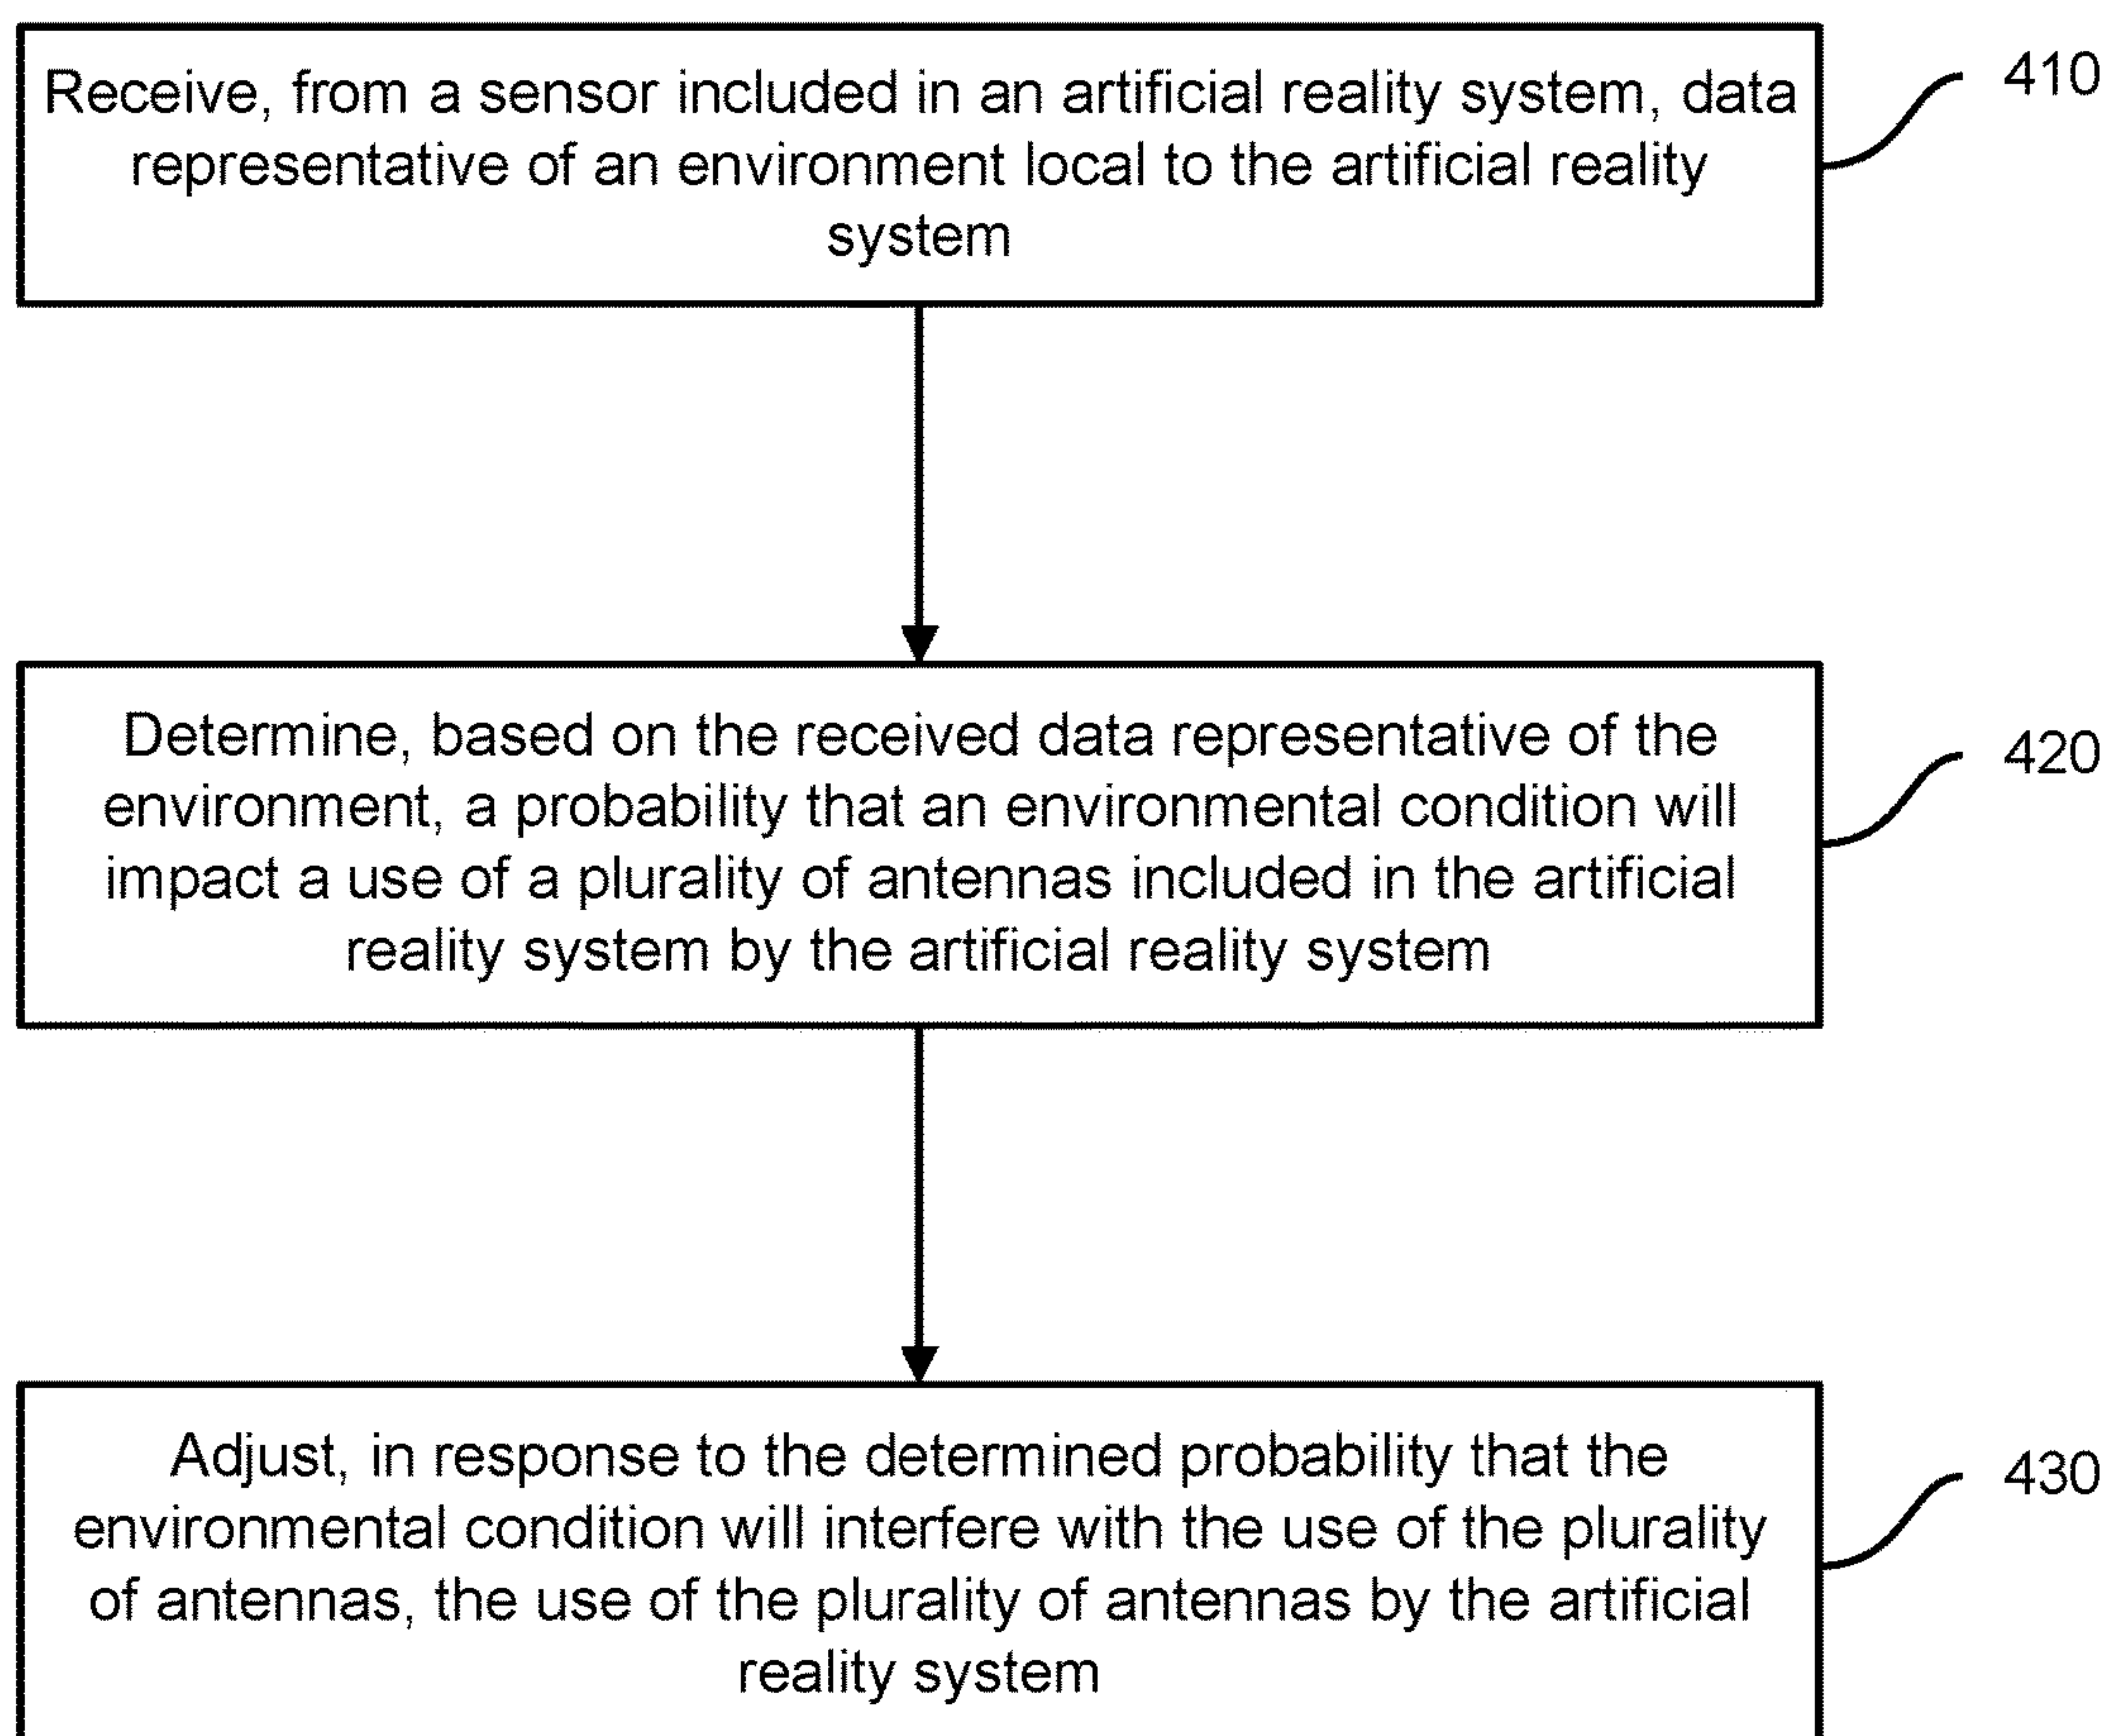 Receive, from a sensor included in an artificial reality system, data
representative of an environment local to the artificial reality
system
410
Determine, based on the received data representative of the
environment, a probability that an environmental condition will
impact a use of a plurality of antennas included in the artificial
reality system by the artificial reality system
420
Adjust, in response to the determined probability that the
environmental condition will interfere with the use of the plurality
of antennas, the use of the plurality of antennas by the artificial
reality system
430